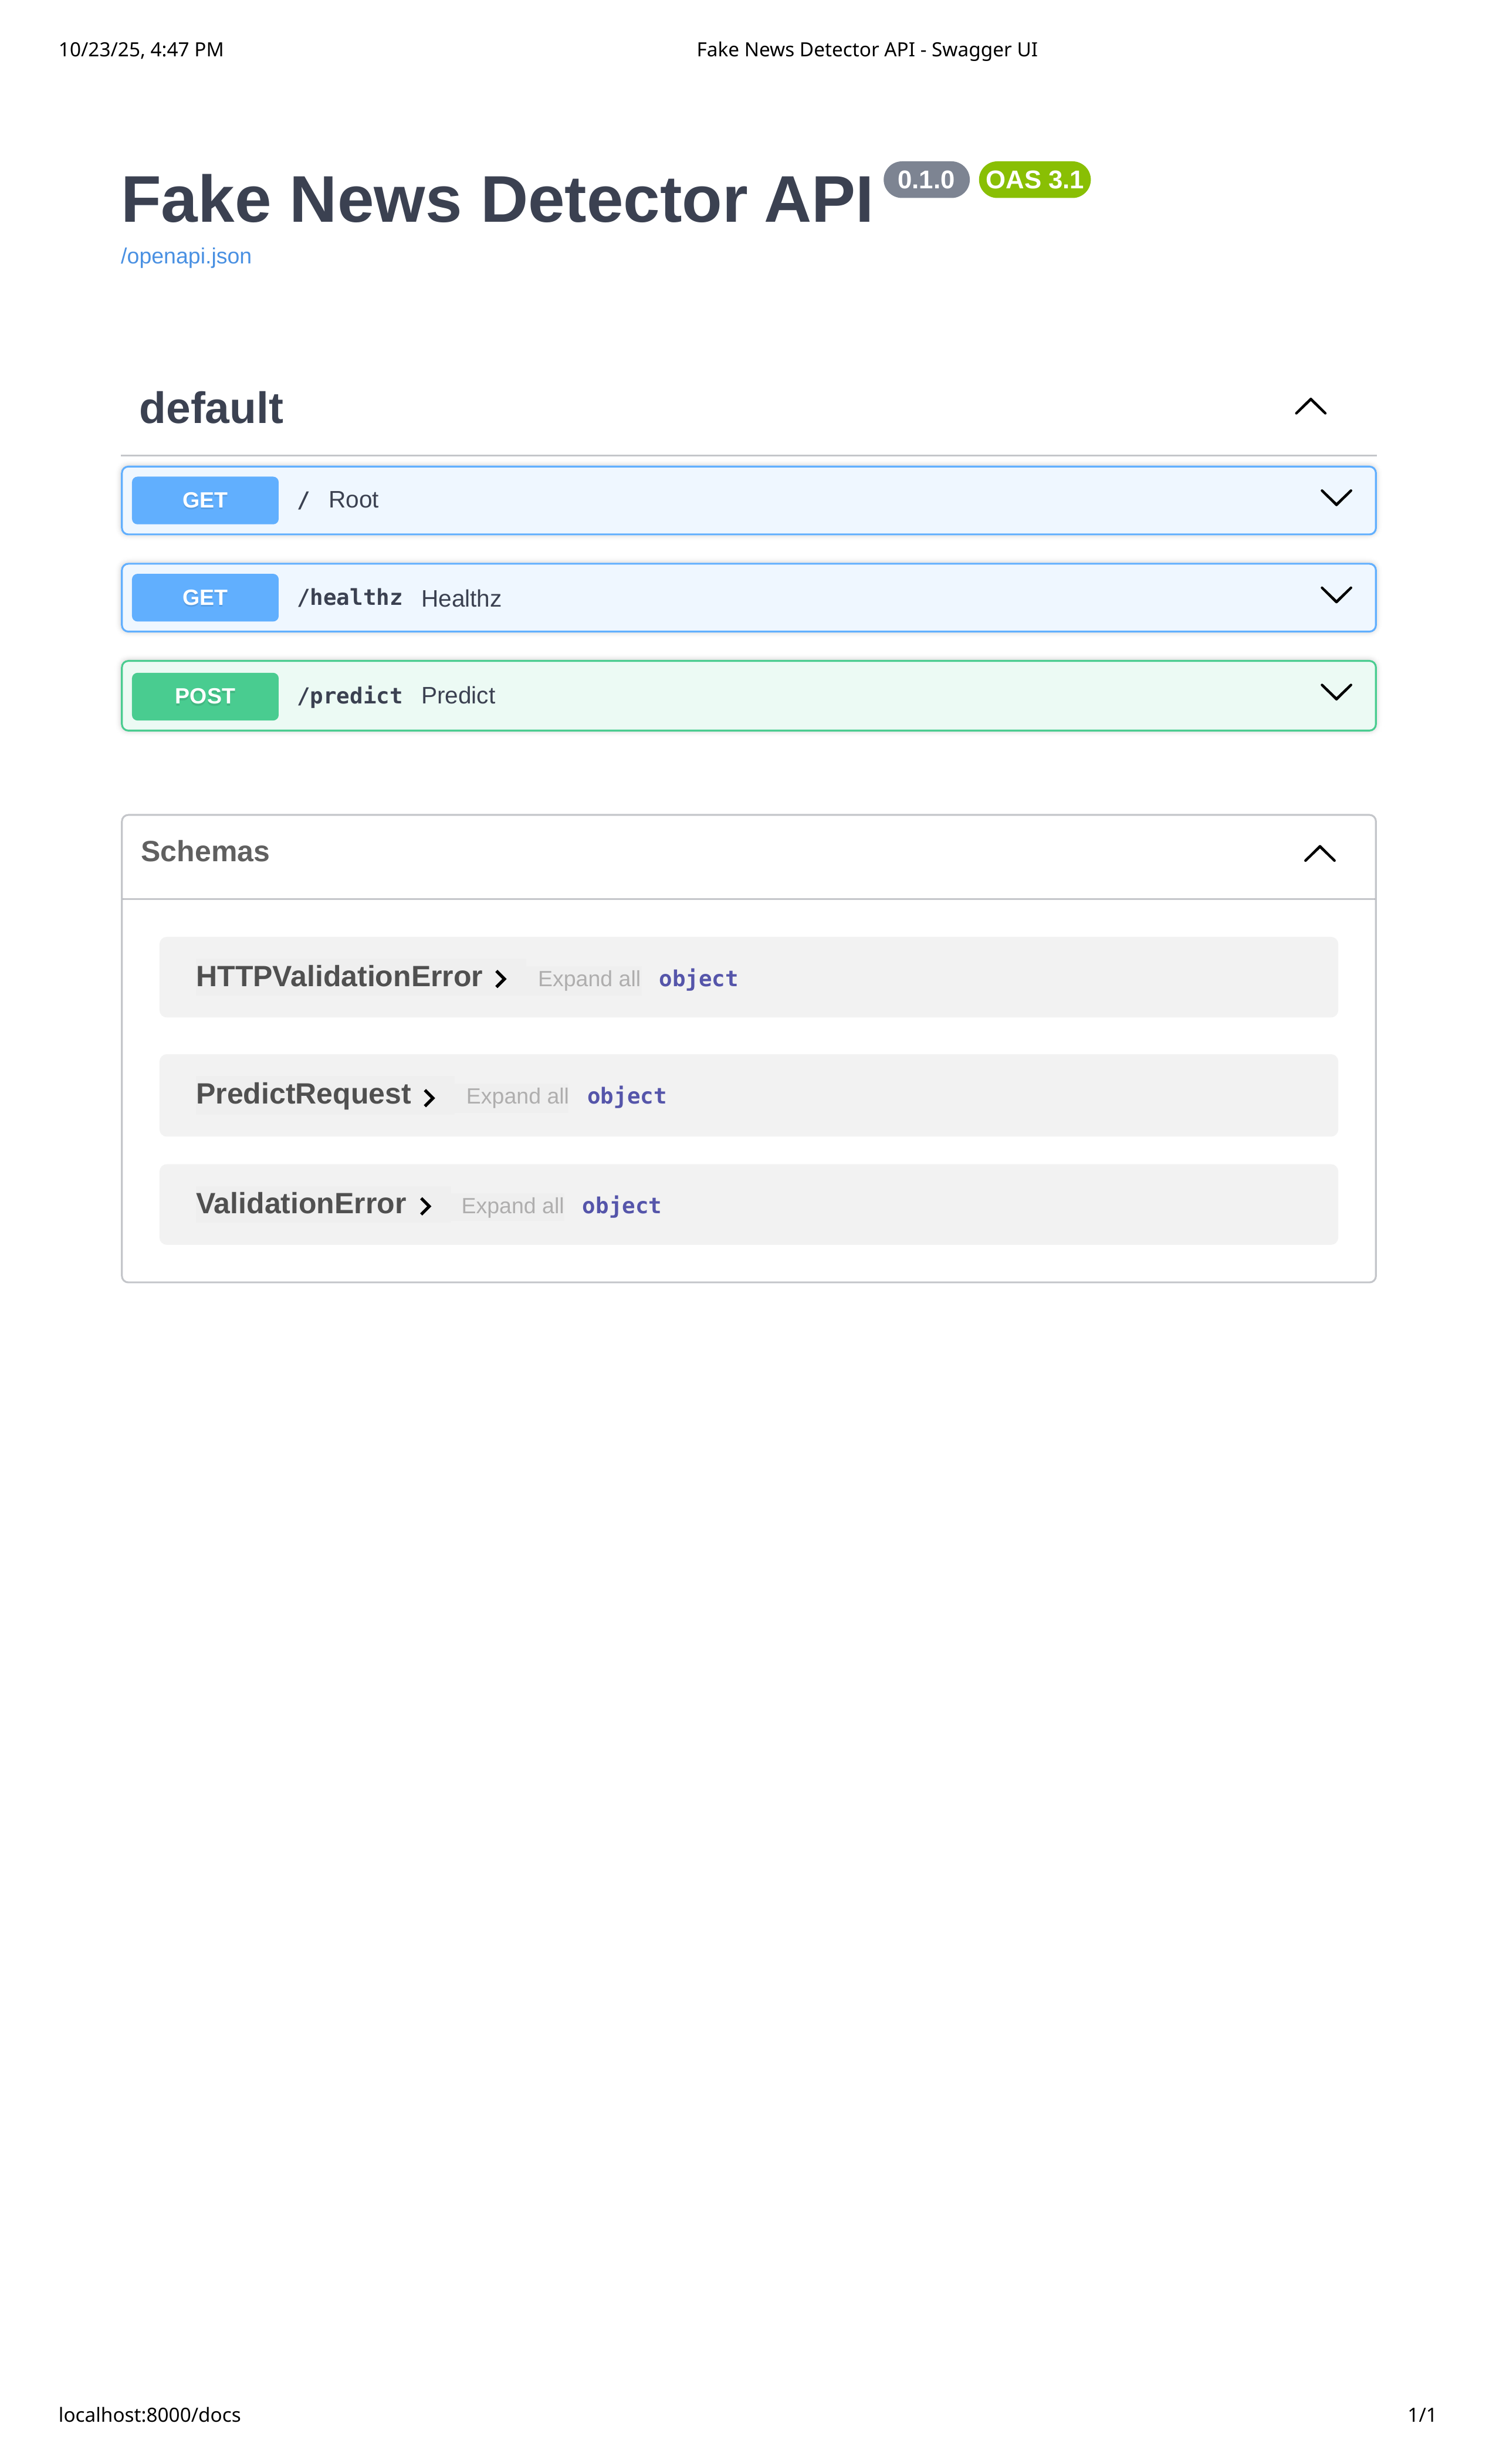 10/23/25, 4:47 PM Fake News Detector API - Swagger UI
Fake News Detector API 0.1.0 OAS 3.1
/openapi.json
default
GET / Root
GET /healthz Healthz
POST /predict Predict
Schemas
HTTPValidationError Expand all object
PredictRequest Expand all object
ValidationError Expand all object
localhost:8000/docs 1/1